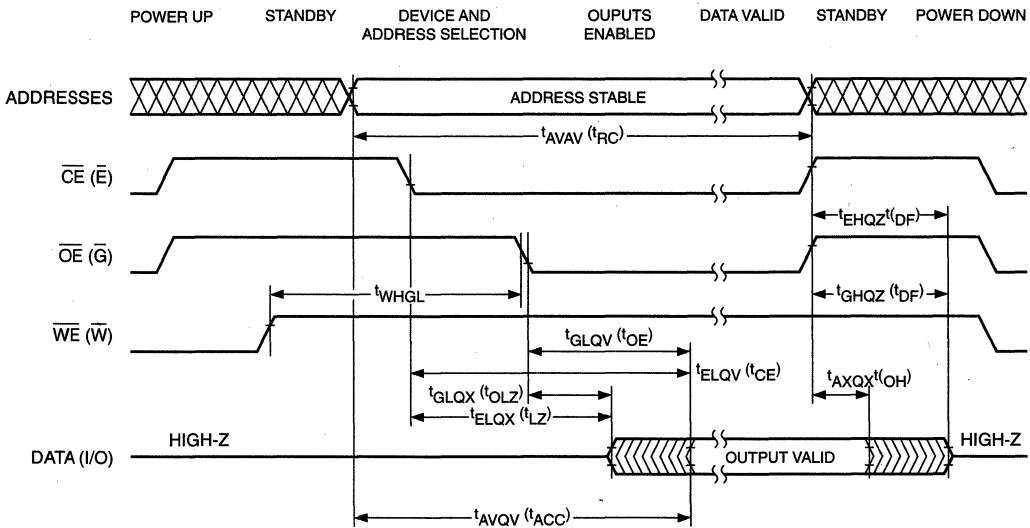 POWER UP
STANDBY
DEVICE AND
ADDRESS SELECTION
OUPUTS
ENABLED
DATA VALID
STANDBY
POWER DOWN
ADDRESSES
ADDRESS STABLE
tAVAV (tRC)
CE (E)
tEHQZt(DF)
OE (G)
tWHGL
tGHQZ (tDF)
WE (W)
tGLQV (tOE)
tELQV (tCE)
tGLQX (tOLZ)
tAXQXt(OH)
tELQX (tLZ)
HIGH-Z
HIGH-Z
DATA (I/O)
OUTPUT VALID
tAVQV (tACC)